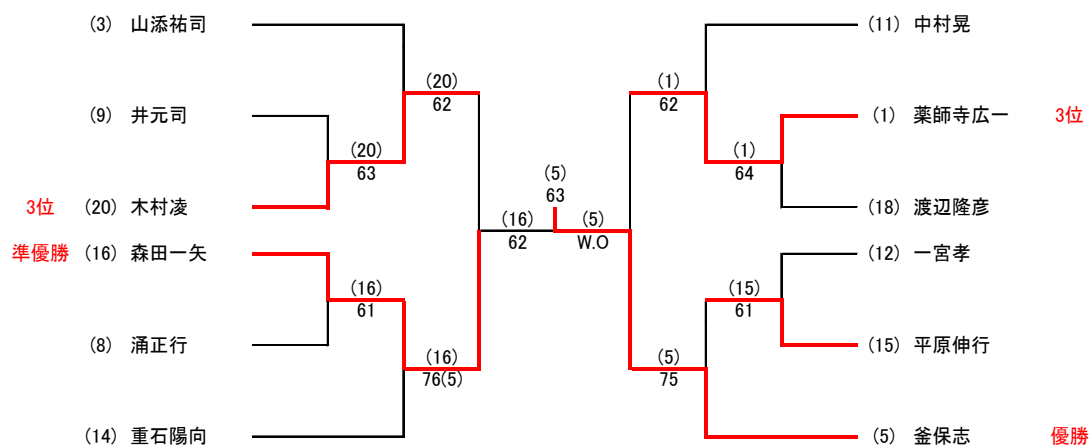 (3) 山添祐司
(9) 井元司
3位 (20) 木村凌
準優勝 (16) 森田一矢
(8) 涌正行
(14) 重石陽向
(20)
62
(20)
63
(16)
61
(16)
76(5)
(16)
62
(5)
63
(5)
W.O
(1)
62
(1)
64
(15)
61
(5)
75
(11) 中村晃
(1) 薬師寺広一 3位
(18) 渡辺隆彦
(12) 一宮孝
(15) 平原伸行
(5) 釜保志 優勝